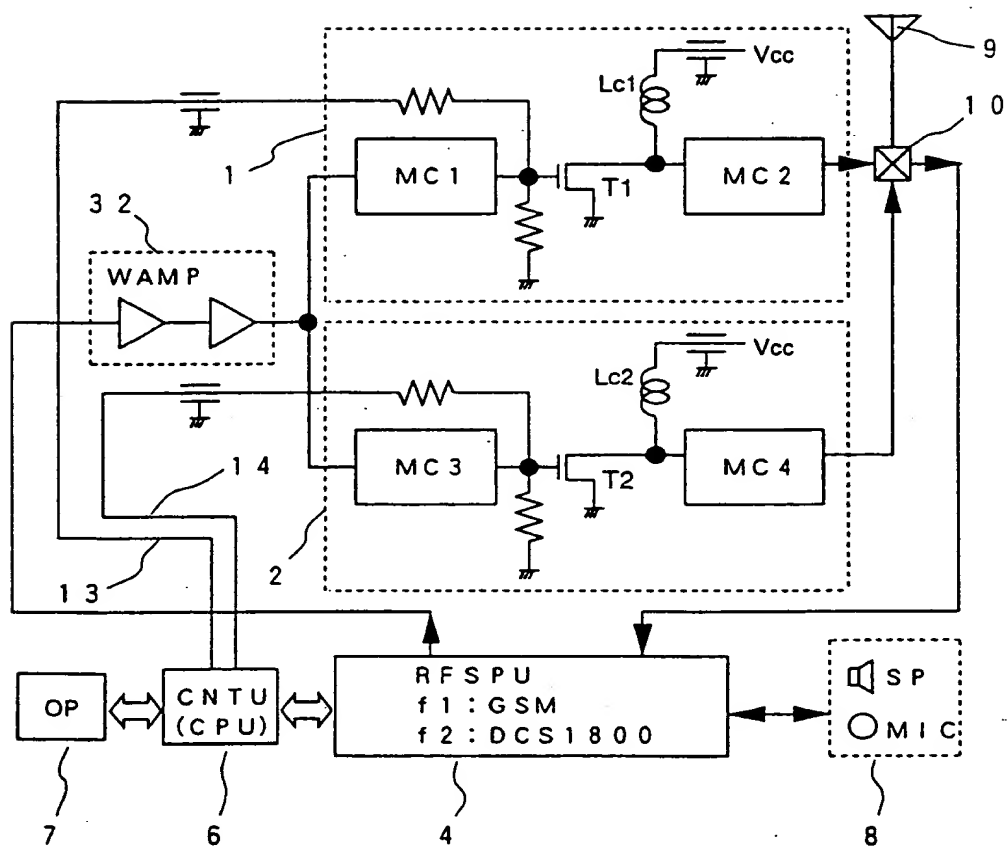 9
Vcc
Lc1
10
1
MC1
T1
MC2
32
WAMP
Vcc
Lc2
14
MC3
T2
MC4
2
13
RFSPU
f1:GSM
f2:DCS1800
SP
MIC
OP
CNTU
(CPU)
7
6
4
8